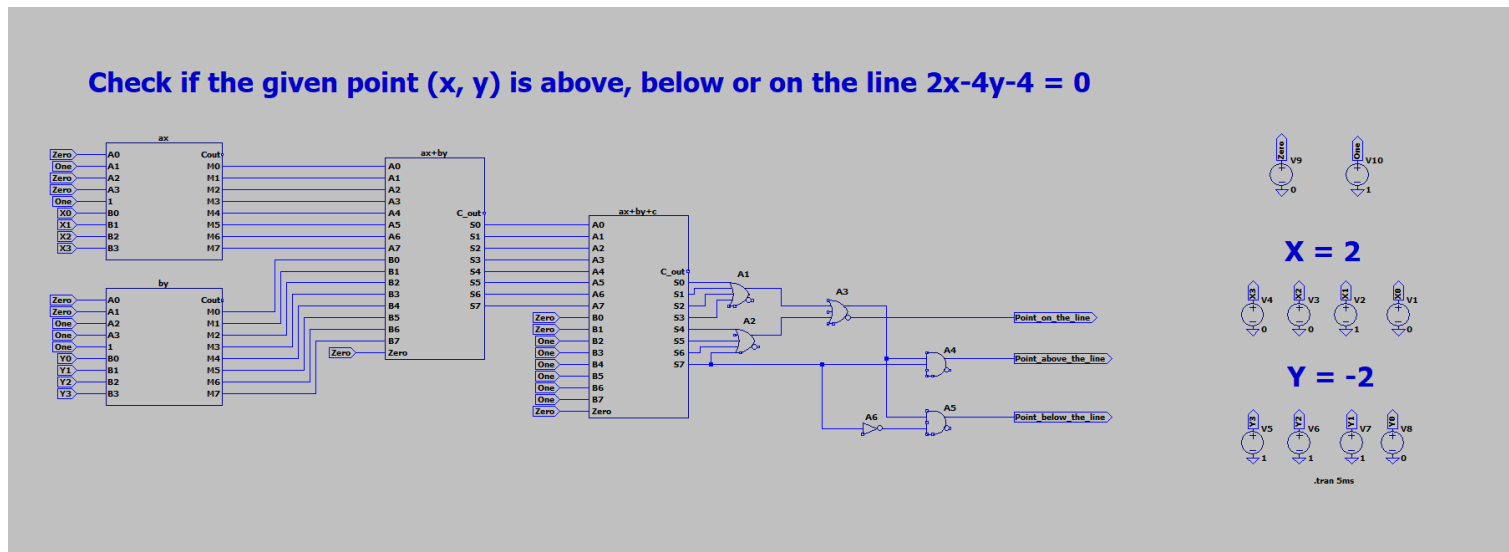 Check if the given point (x, y) is above, below or on the line 2x-4y-4 = 0
ax
Zero A0 Cout
One A1 M0
Zero A2 M1
Zero A3 M2
One 1 M3
X0 B0 M4
X1 B1 M5
X2 B2 M6
X3 B3 M7
by
Zero A0 Cout
Zero A1 M0
One A2 M1
One A3 M2
One 1 M3
Y0 B0 M4
Y1 B1 M5
Y2 B2 M6
Y3 B3 M7
ax+by
A0
A1
A2
A3
A4 C_out
A5 S0
A6 S1
A7 S2
B0 S3
B1 S4
B2 S5
B3 S6
B4 S7
B5
B6
B7
Zero Zero
ax+by+c
A0
A1
A2
A3
A4 C_out
A5 S0
A6 S1
A7 S2
Zero B0 S3
Zero B1 S4
One B2 S5
One B3 S6
One B4 S7
One B5
One B6
One B7
Zero Zero
A1
A2
A3
A4
A5
A6
Point_on_the_line
Point_above_the_line
Point_below_the_line
Zero One
V9 V10
0 1
X = 2
X3 X2 X1 X0
V4 V3 V2 V1
0 0 1 0
Y = -2
Y3 Y2 Y1 Y0
V5 V6 V7 V8
1 1 1 0
.tran 5ms